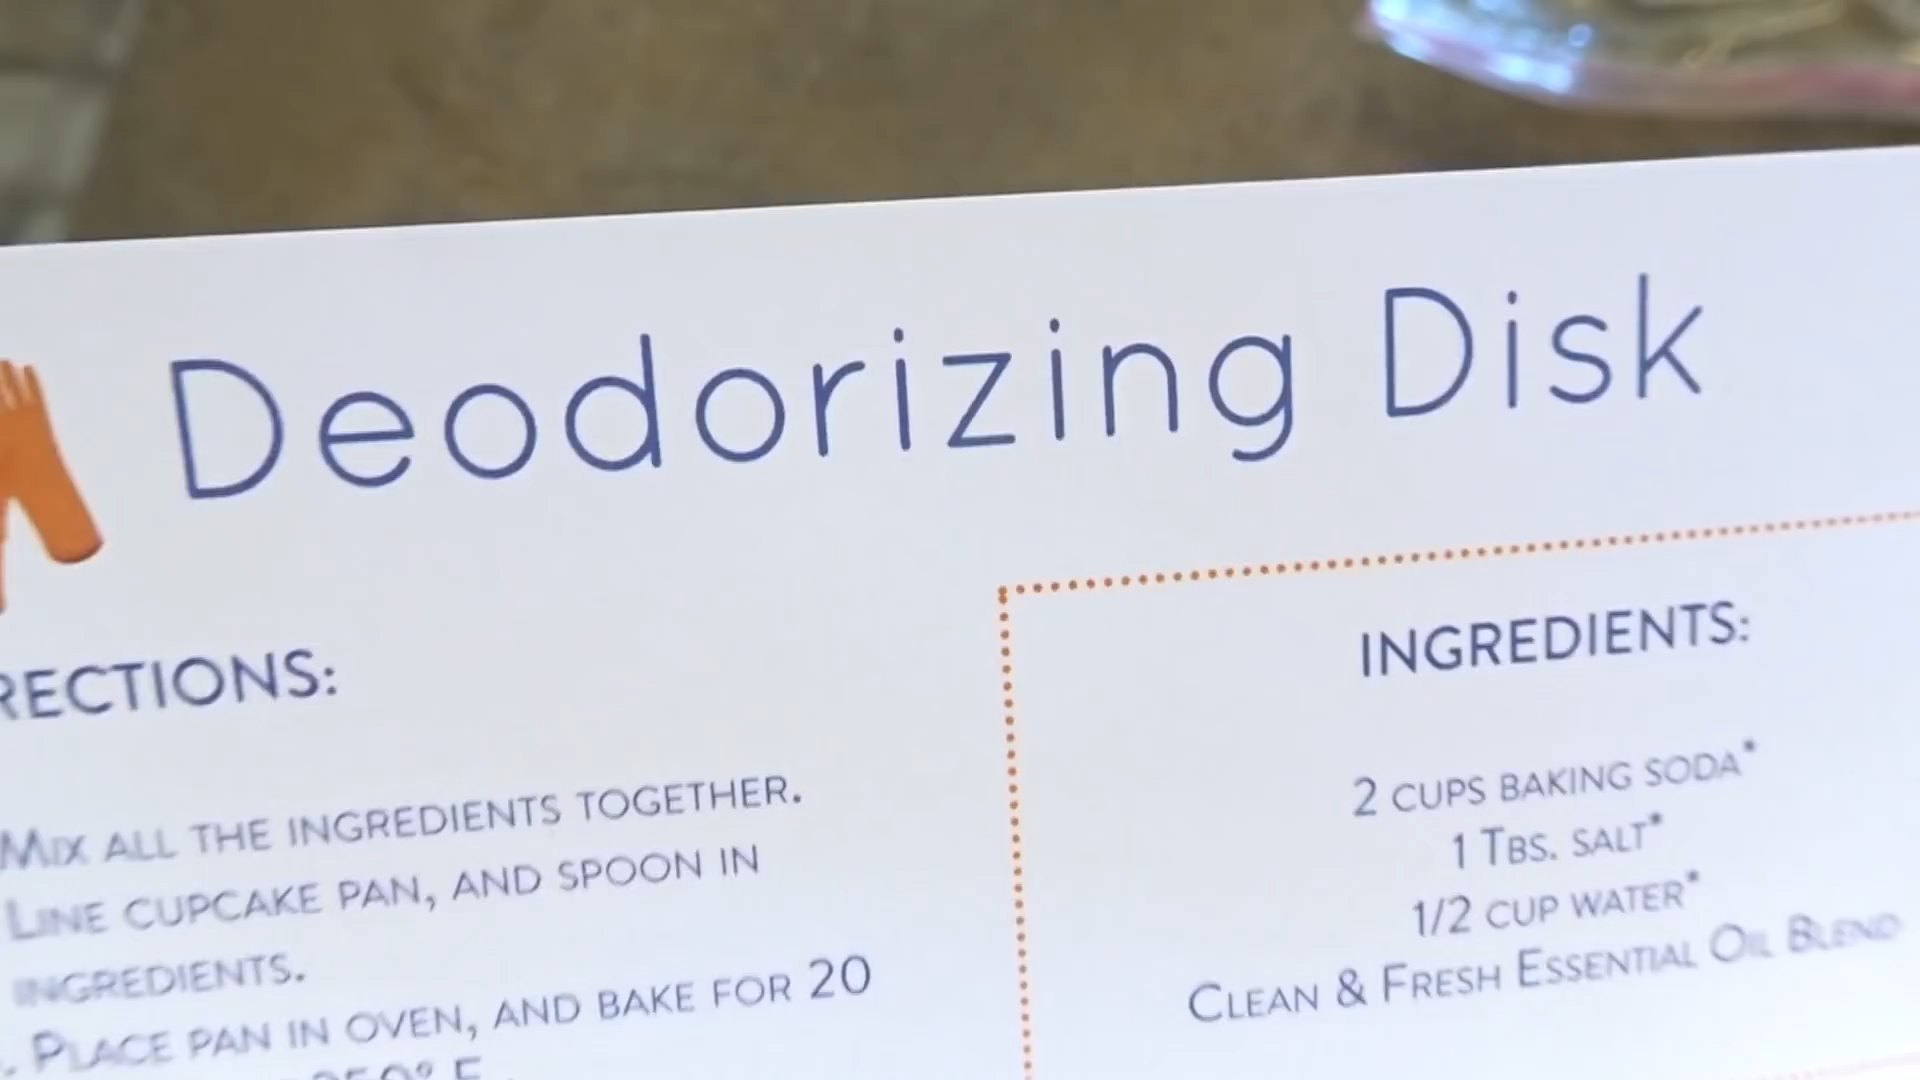 Deodorizing Disk
RECTIONS:
MIX ALL THE INGREDIENTS TOGETHER.
LINE CUPCAKE PAN, AND SPOON IN
INGREDIENTS.
. PLACE PAN IN OVEN, AND BAKE FOR 20
INGREDIENTS:
2 CUPS BAKING SODA*
1 TBS. SALT*
1/2 CUP WATER*
CLEAN & FRESH ESSENTIAL OIL BLEND